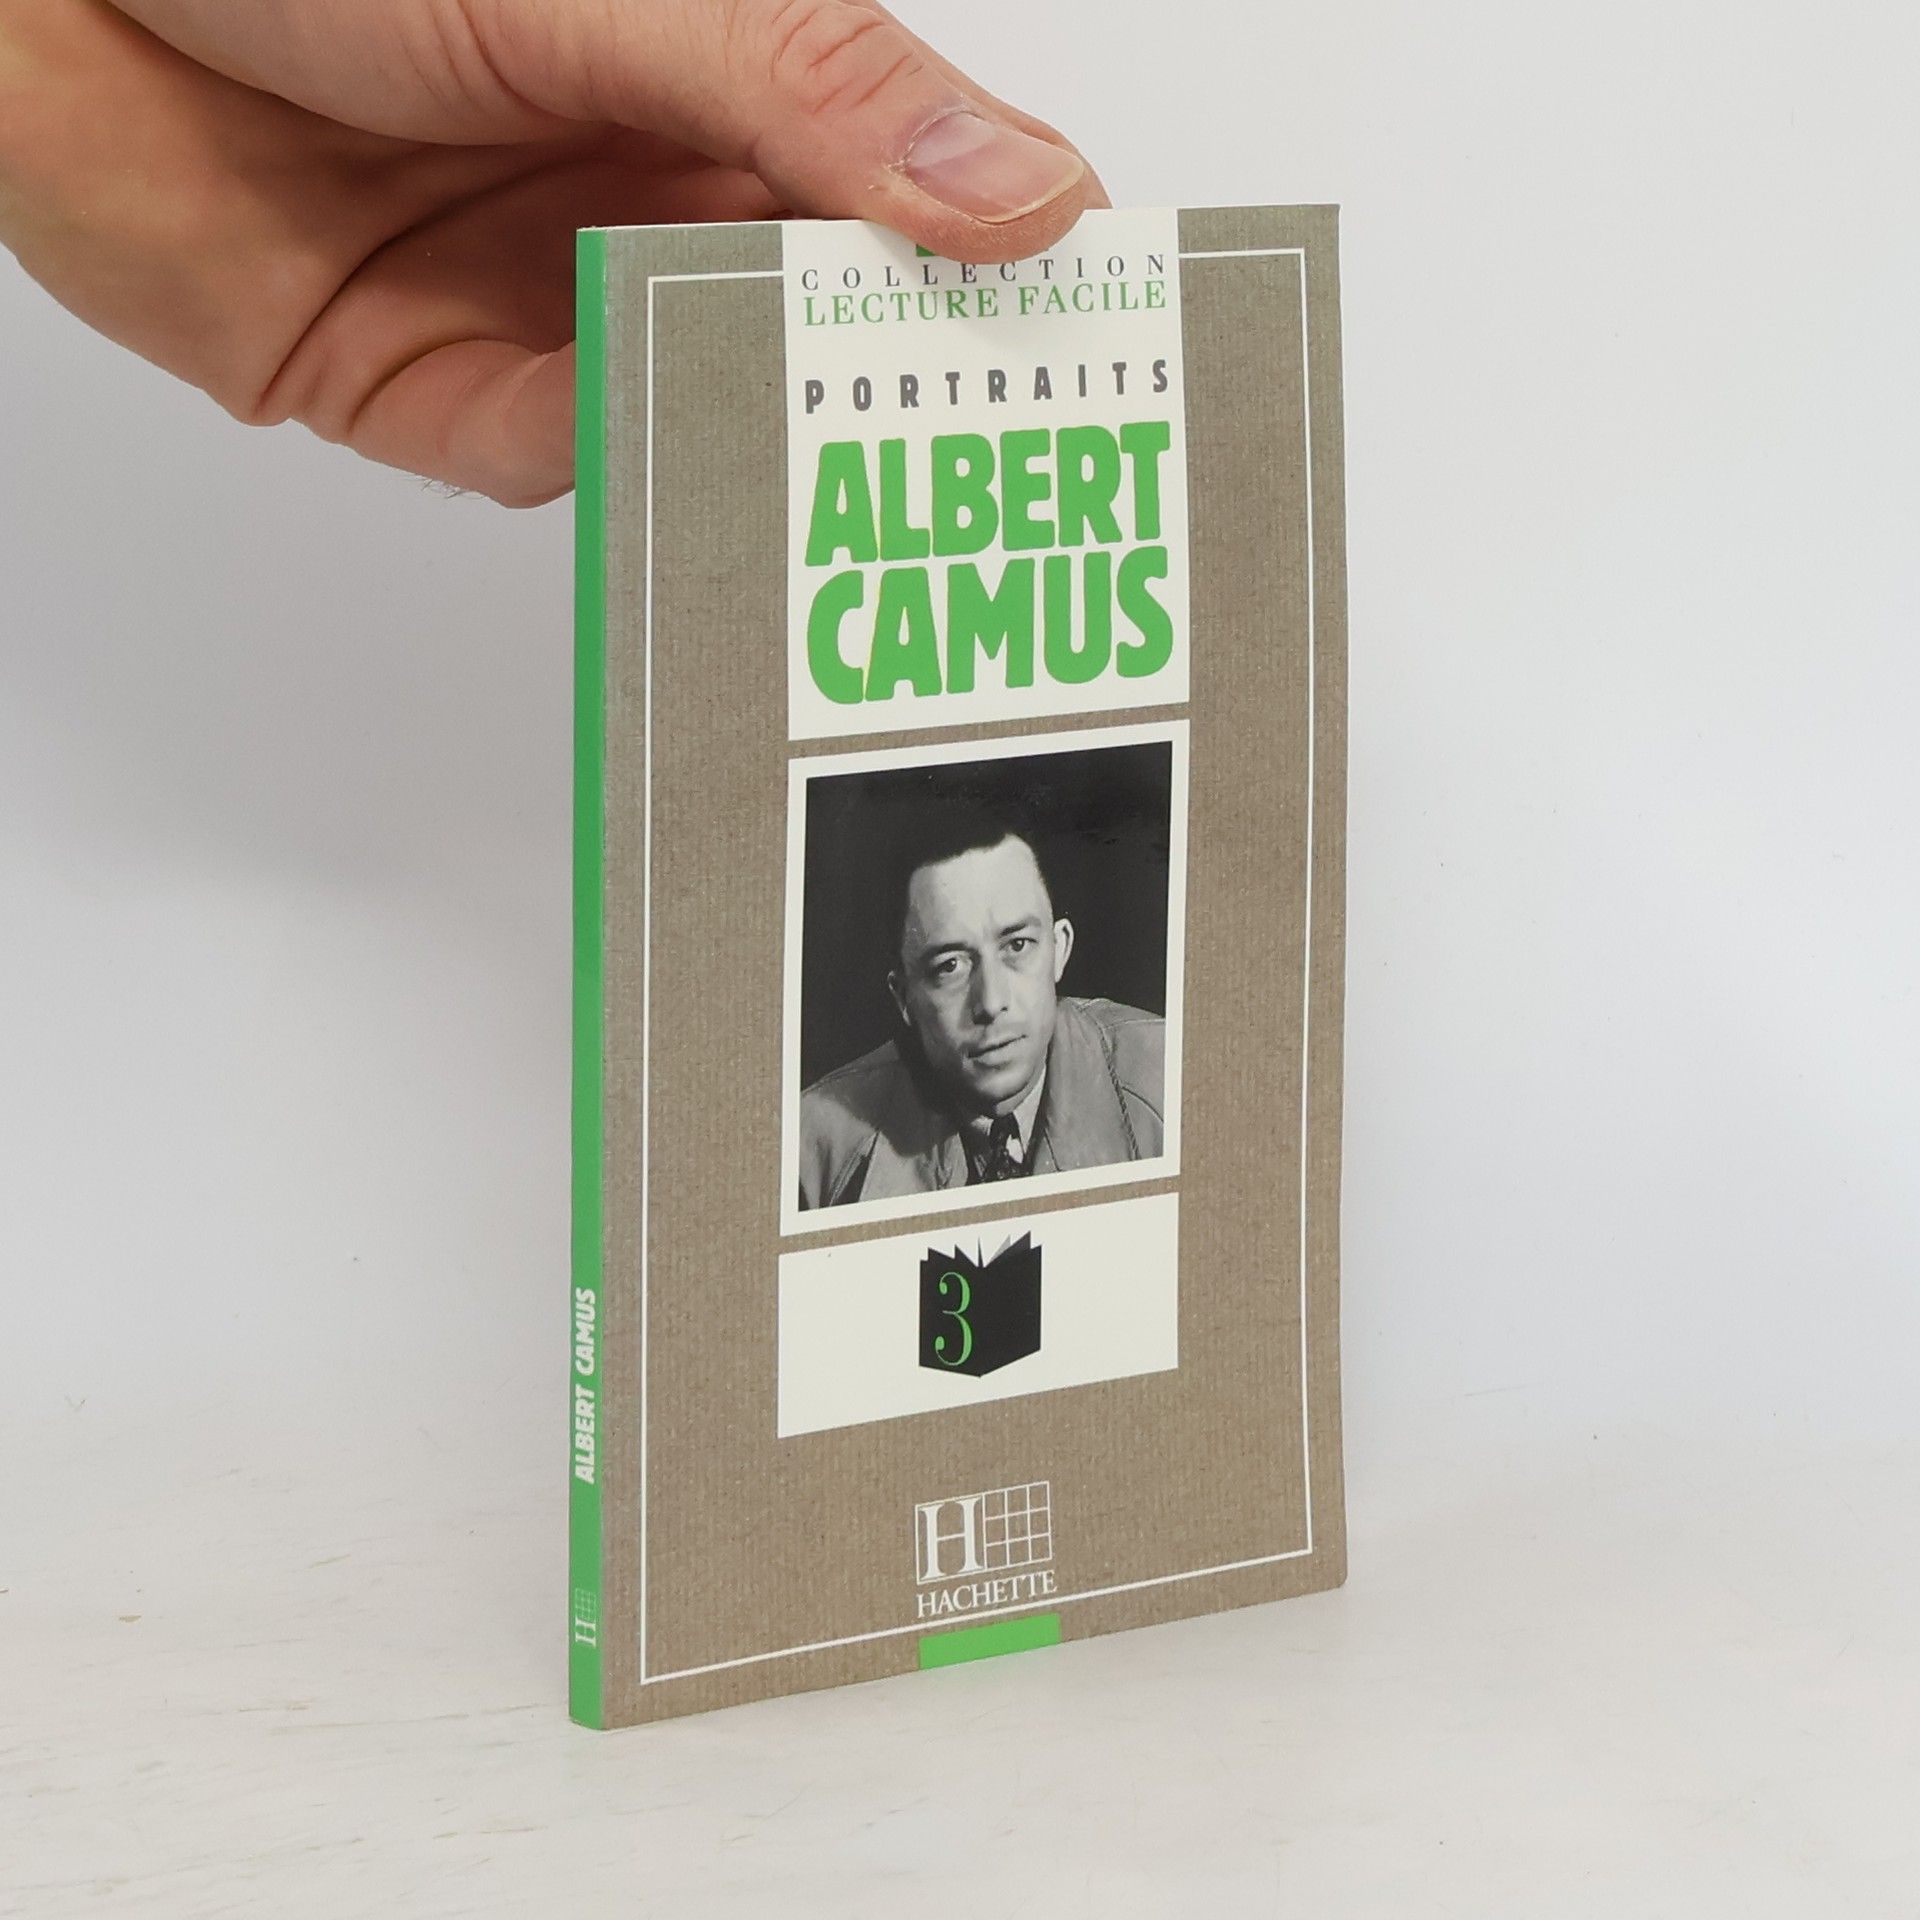 COLLECTION
LECTURE FACILE
PORTRAITS
ALBERT
CAMUS
3
H
HACHETTE
ALBERT CAMUS
H